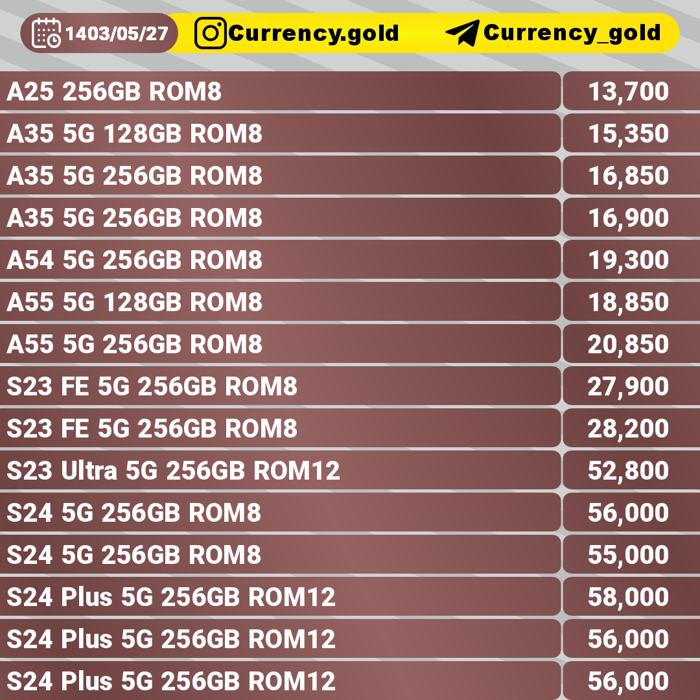 1403/05/27 Currency.gold Currency_gold
A25 256GB ROM8 13,700
A35 5G 128GB ROM8 15,350
A35 5G 256GB ROM8 16,850
A35 5G 256GB ROM8 16,900
A54 5G 256GB ROM8 19,300
A55 5G 128GB ROM8 18,850
A55 5G 256GB ROM8 20,850
S23 FE 5G 256GB ROM8 27,900
S23 FE 5G 256GB ROM8 28,200
S23 Ultra 5G 256GB ROM12 52,800
S24 5G 256GB ROM8 56,000
S24 5G 256GB ROM8 55,000
S24 Plus 5G 256GB ROM12 58,000
S24 Plus 5G 256GB ROM12 56,000
S24 Plus 5G 256GB ROM12 56,000